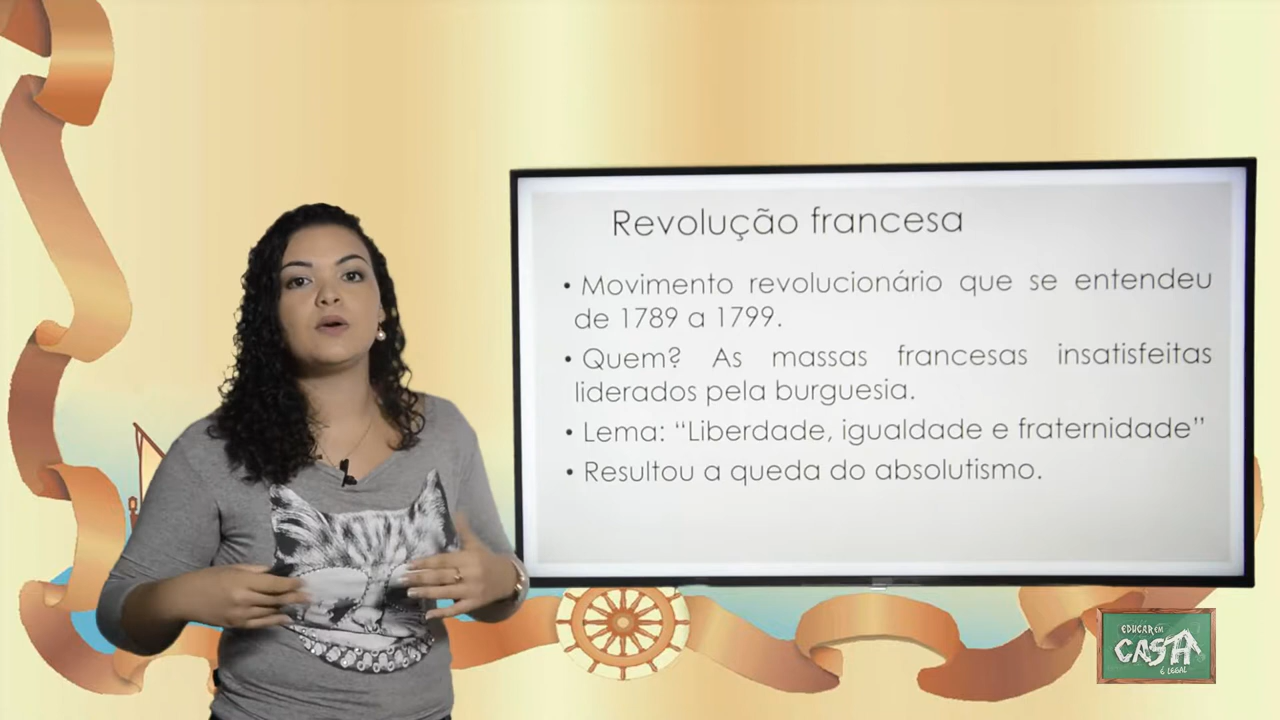 Revolução francesa
• Movimento revolucionário que se entendeu
de 1789 a 1799.
• Quem? As massas francesas insatisfeitas
liderados pela burguesia.
• Lema: “Liberdade, igualdade e fraternidade”
• Resultou a queda do absolutismo.
EDUCAR EM
CASA
É LEGAL